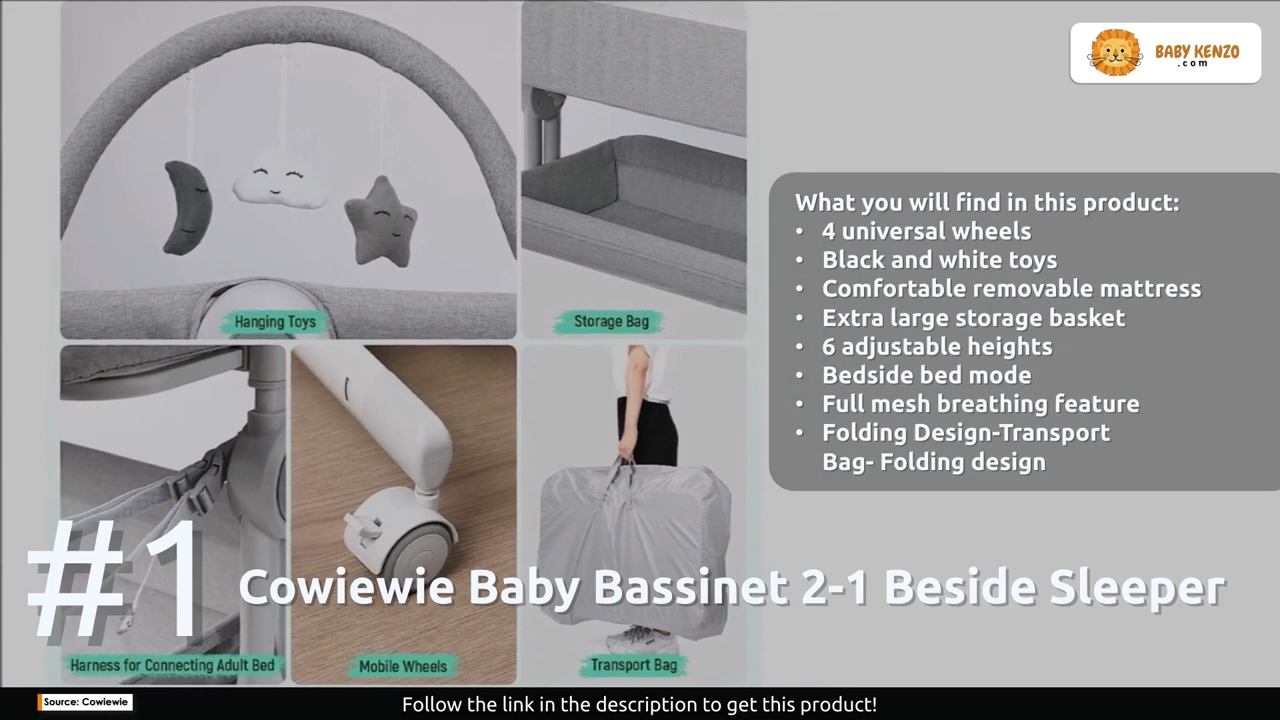 BABY KENZO
.com
What you will find in this product:
• 4 universal wheels
• Black and white toys
• Comfortable removable mattress
• Extra large storage basket
• 6 adjustable heights
• Bedside bed mode
• Full mesh breathing feature
• Folding Design-Transport
Bag- Folding design
Hanging Toys
Storage Bag
#1
Cowiewie Baby Bassinet 2-1 Beside Sleeper
Harness for Connecting Adult Bed
Mobile Wheels
Transport Bag
Source: Cowiewie
Follow the link in the description to get this product!